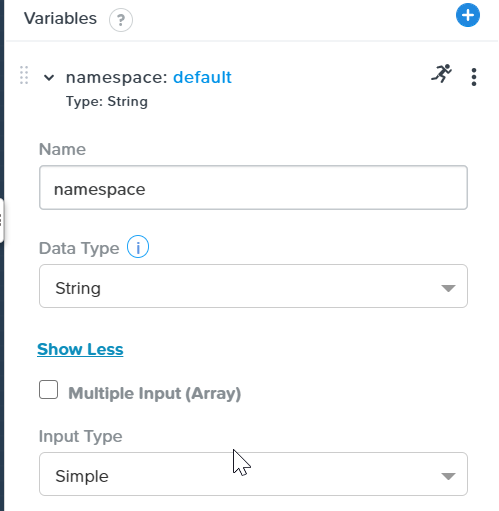 Variables ?
namespace: default
Type: String
Name
namespace
Data Type i
String
Show Less
Multiple Input (Array)
Input Type
Simple